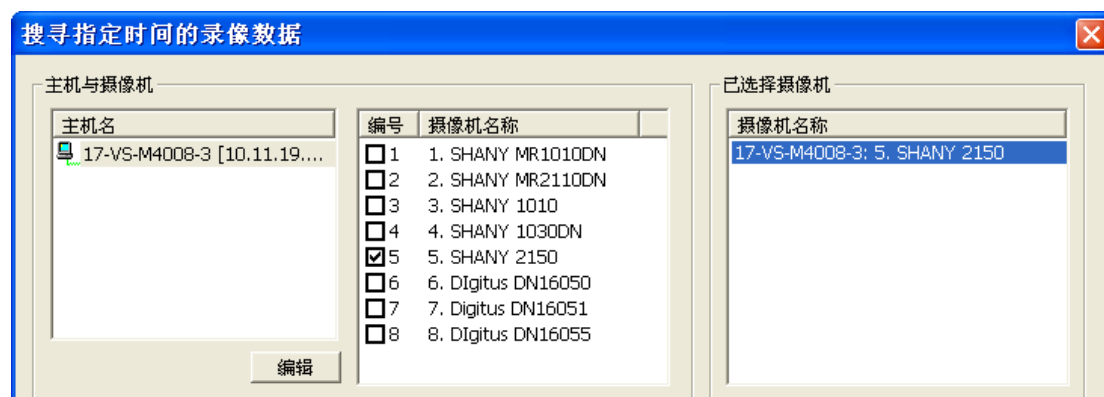 搜寻指定时间的录像数据
主机与摄像机
主机名
17-VS-M4008-3 [10.11.19....
编辑
编号 摄像机名称
1 1. SHANY MR1010DN
2 2. SHANY MR2110DN
3 3. SHANY 1010
4 4. SHANY 1030DN
5 5. SHANY 2150
6 6. DIgitus DN16050
7 7. Digitus DN16051
8 8. DIgitus DN16055
已选择摄像机
摄像机名称
17-VS-M4008-3: 5. SHANY 2150